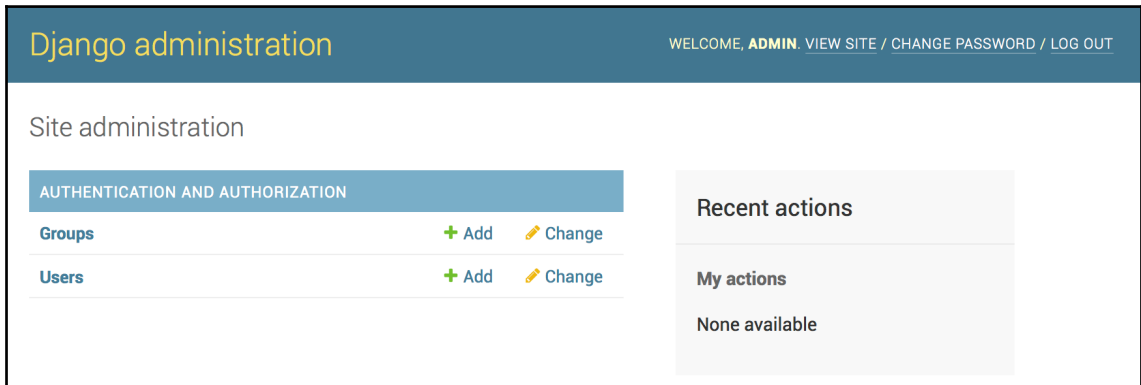 Django administration
WELCOME, ADMIN. VIEW SITE / CHANGE PASSWORD / LOG OUT
Site administration
AUTHENTICATION AND AUTHORIZATION
Groups Add Change
Users Add Change
Recent actions
My actions
None available